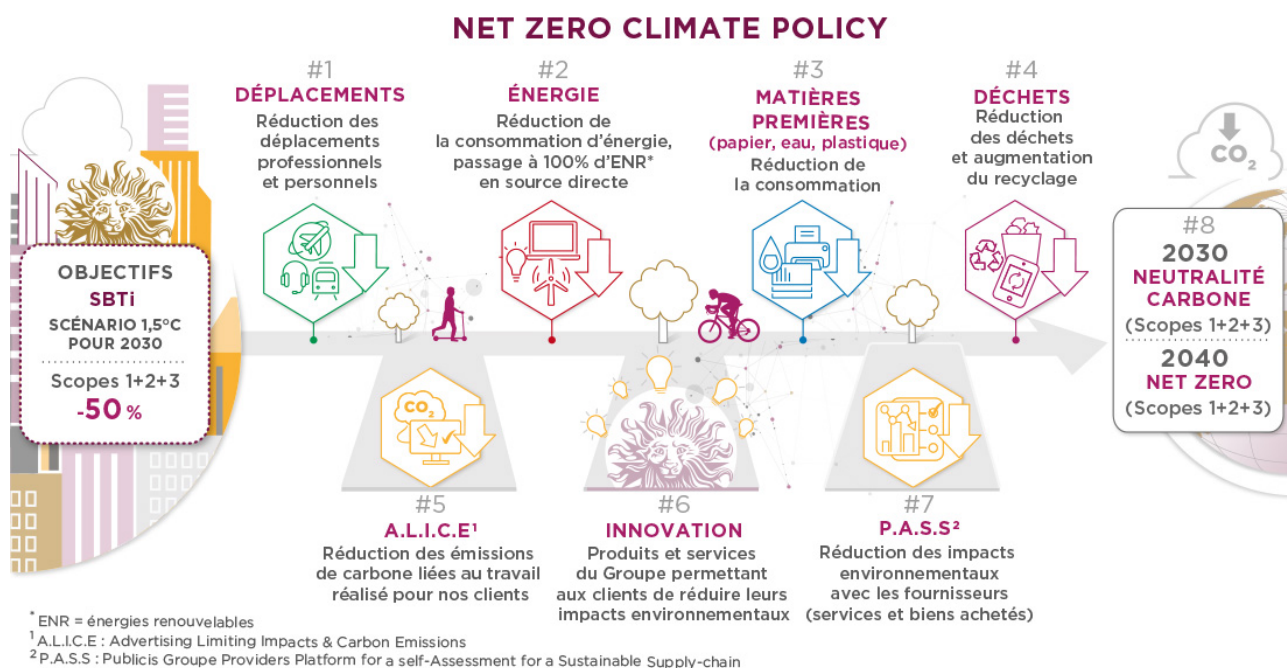 NET ZERO CLIMATE POLICY
OBJECTIFS
SBTi
SCÉNARIO 1,5°C
POUR 2030
Scopes 1+2+3
-50 %
#1
DÉPLACEMENTS
Réduction des
déplacements
professionnels
et personnels
#2
ÉNERGIE
Réduction de
la consommation d'énergie,
passage à 100% d'ENR*
en source directe
#3
MATIÈRES
PREMIÈRES
(papier, eau, plastique)
Réduction de
la consommation
#4
DÉCHETS
Réduction
des déchets
et augmentation
du recyclage
CO₂
#5
A.L.I.C.E¹
Réduction des émissions
de carbone liées au travail
réalisé pour nos clients
#6
INNOVATION
Produits et services
du Groupe permettant
aux clients de réduire leurs
impacts environnementaux
#7
P.A.S.S²
Réduction des impacts
environnementaux
avec les fournisseurs
(services et biens achetés)
CO₂
#8
2030
NEUTRALITÉ
CARBONE
(Scopes 1+2+3)
2040
NET ZERO
(Scopes 1+2+3)
* ENR = énergies renouvelables
¹ A.L.I.C.E : Advertising Limiting Impacts & Carbon Emissions
² P.A.S.S : Publicis Groupe Providers Platform for a self-Assessment for a Sustainable Supply-chain